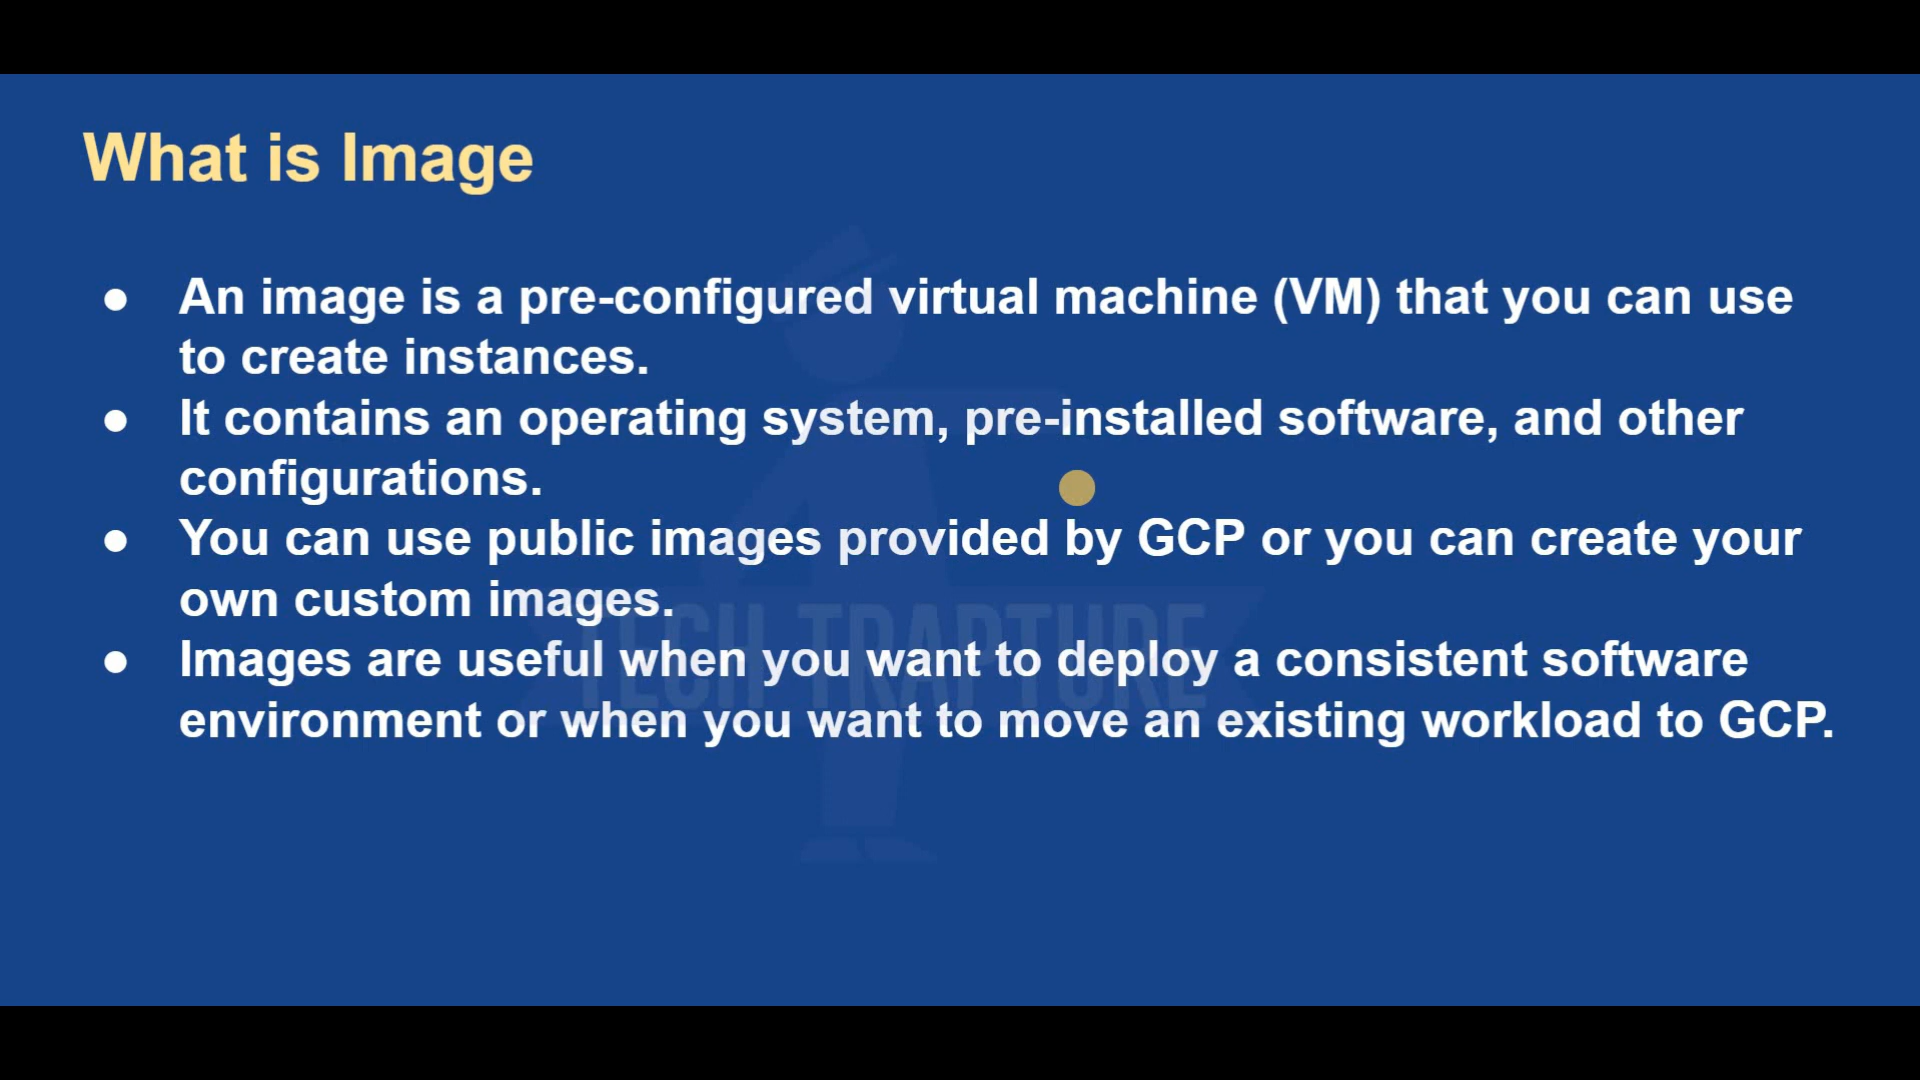 What is Image
● An image is a pre-configured virtual machine (VM) that you can use
to create instances.
● It contains an operating system, pre-installed software, and other
configurations.
● You can use public images provided by GCP or you can create your
own custom images.
● Images are useful when you want to deploy a consistent software
environment or when you want to move an existing workload to GCP.
TECH TRAPTURE